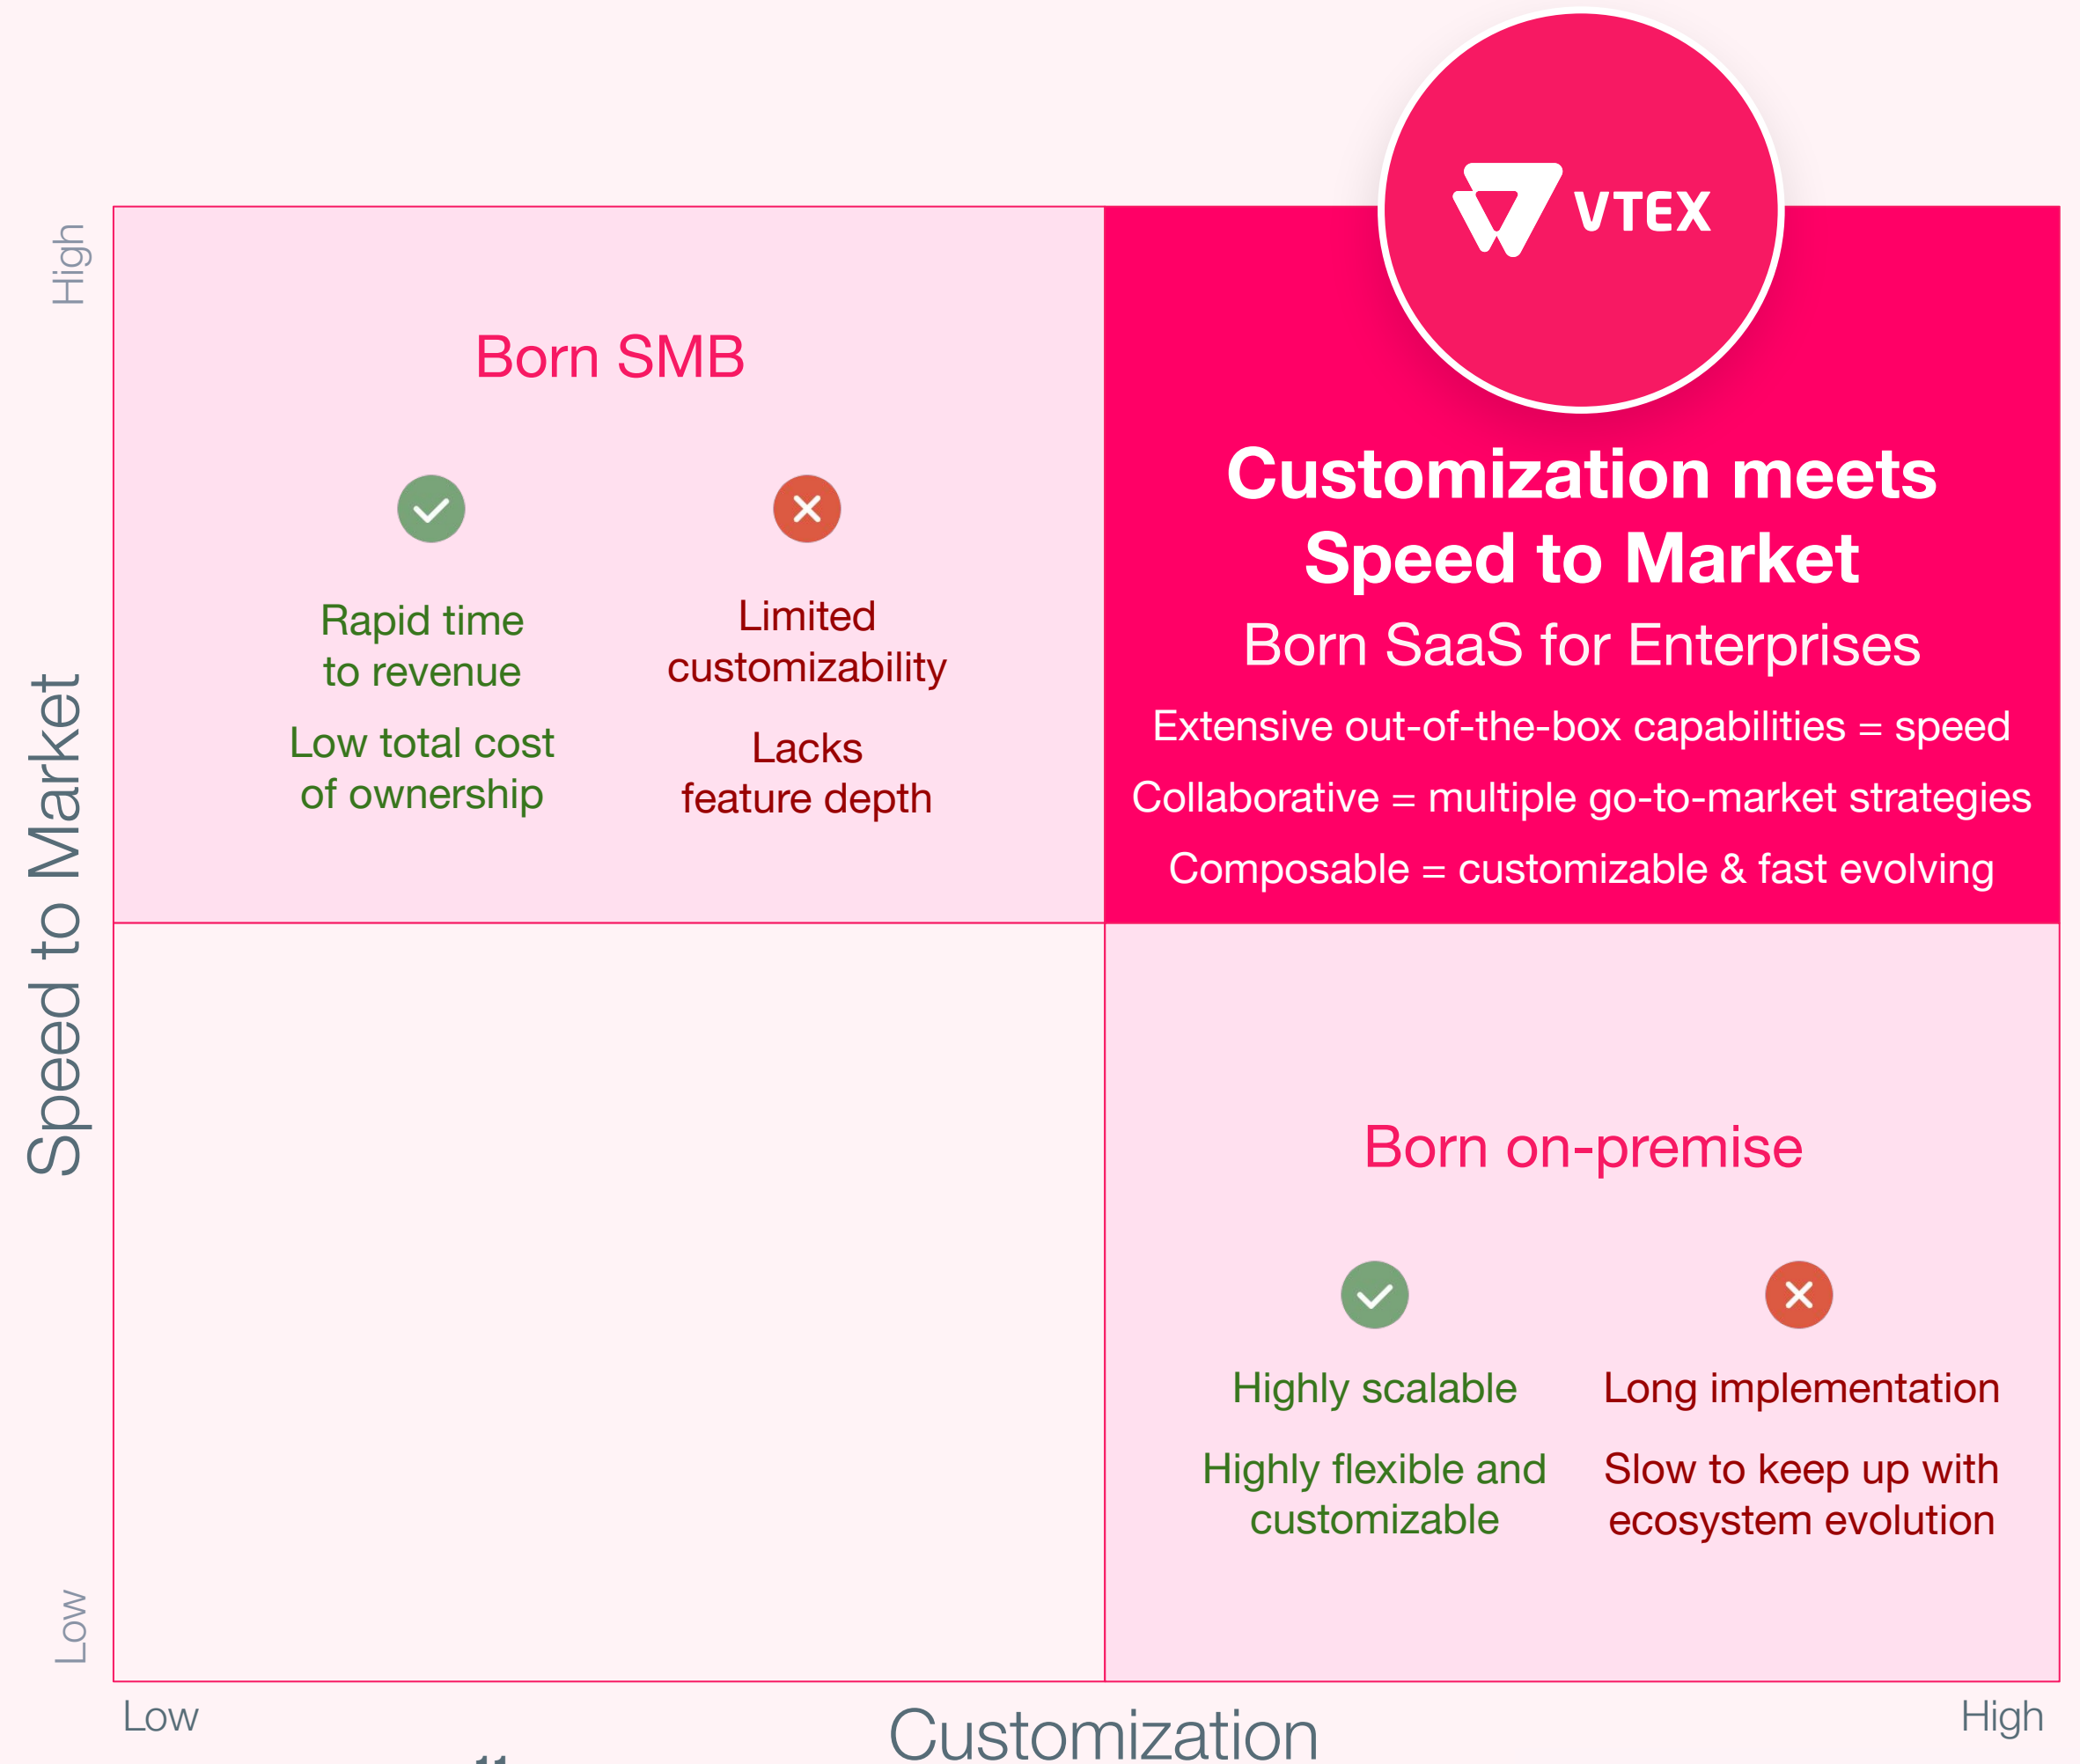 VTEX
High
Born SMB
Rapid time
to revenue
Low total cost
of ownership
Limited
customizability
Lacks
feature depth
Customization meets
Speed to Market
Born SaaS for Enterprises
Extensive out-of-the-box capabilities = speed
Collaborative = multiple go-to-market strategies
Composable = customizable & fast evolving
Speed to Market
Born on-premise
Highly scalable
Highly flexible and
customizable
Long implementation
Slow to keep up with
ecosystem evolution
Low
Low
Customization
High